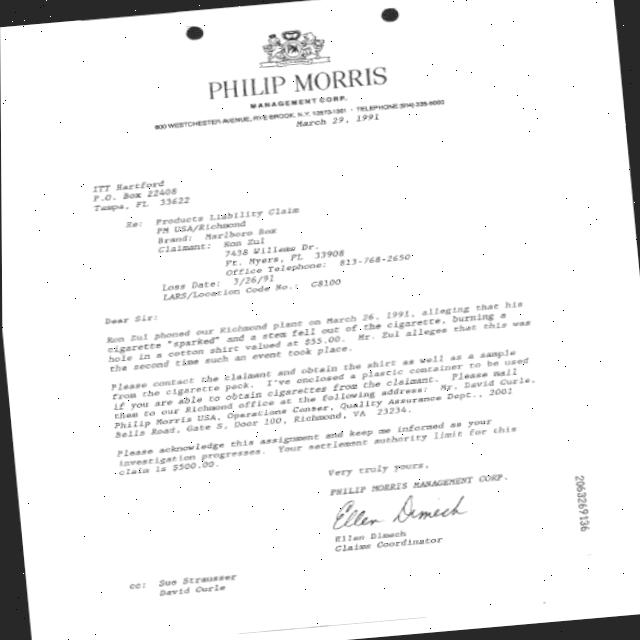 PHILIP MORRIS
MANAGEMENT CORP.
800 WESTCHESTER AVENUE, RYE BROOK, N.Y. 10573-1301 · TELEPHONE (914) 335-5000
March 29, 1991
ITT Hartford
P.O. Box 22408
Tampa, FL 33622
Re: Products Liability Claim
PM USA/Richmond
Brand: Marlboro Box
Claimant: Ron Zul
7438 Willems Dr.
Ft. Myers, FL 33908
Office Telephone: 813-768-2650
Loss Date: 3/26/91
LARS/Location Code No.: C8100
Dear Sir:
Ron Zul phoned our Richmond plant on March 26, 1991, alleging that his
cigarette "sparked" and a stem fell out of the cigarette, burning a
hole in a cotton shirt valued at $55.00. Mr. Zul alleges that this was
the second time such an event took place.
Please contact the claimant and obtain the shirt as well as a sample
from the cigarette pack. I've enclosed a plastic container to be used
if you are able to obtain cigarettes from the claimant. Please mail
them to our Richmond office at the following address: Mr. David Curle,
Philip Morris USA, Operations Center, Quality Assurance Dept., 2001
Bells Road, Gate S, Door 100, Richmond, VA 23234.
Please acknowledge this assignment and keep me informed as your
investigation progresses. Your settlement authority limit for this
claim is $500.00.
Very truly yours,
PHILIP MORRIS MANAGEMENT CORP.
Ellen Dimech
Ellen Dimech
Claims Coordinator
cc: Sue Strausser
David Curle
2063269136